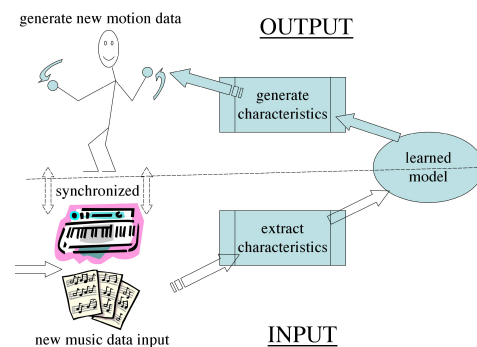 generate new motion data
OUTPUT
generate
characteristics
learned
model
synchronized
extract
characteristics
new music data input
INPUT